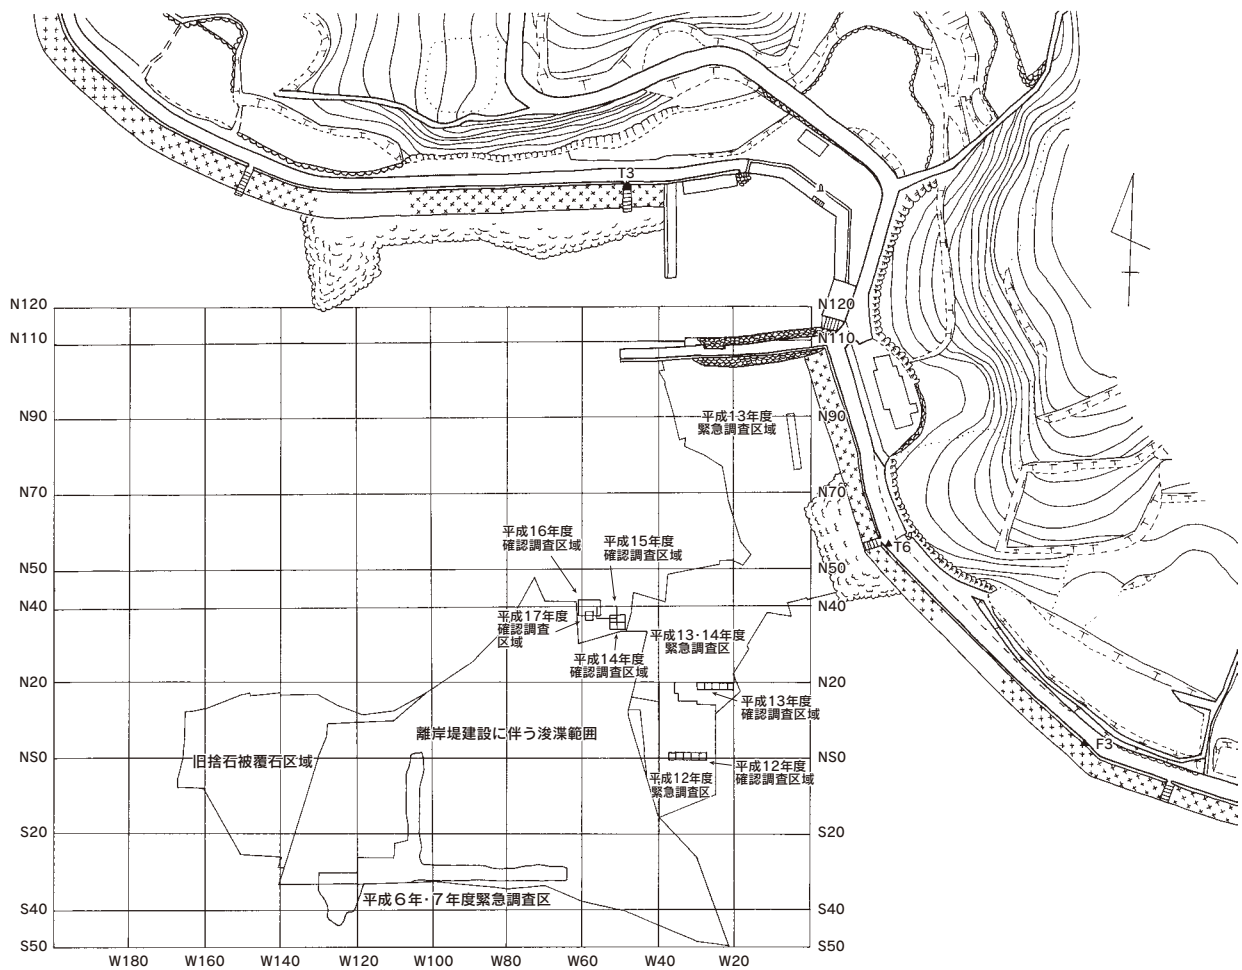 T3
N120
N120
N110
N110
平成13年度
緊急調査区域
N90
N90
N70
N70
平成16年度
確認調査区域
平成15年度
確認調査区域
T6
N50
N50
N40
N40
平成17年度
確認調査
区域
平成13・14年度
緊急調査区
平成14年度
確認調査区域
N20
N20
平成13年度
確認調査区域
離岸堤建設に伴う浚渫範囲
F3
NS0
NS0
旧捨石被覆石区域
平成12年度
確認調査区域
平成12年度
緊急調査区
S20
S20
平成6年・7年度緊急調査区
S40
S40
S50
S50
W180 W160 W140 W120 W100 W80 W60 W40 W20